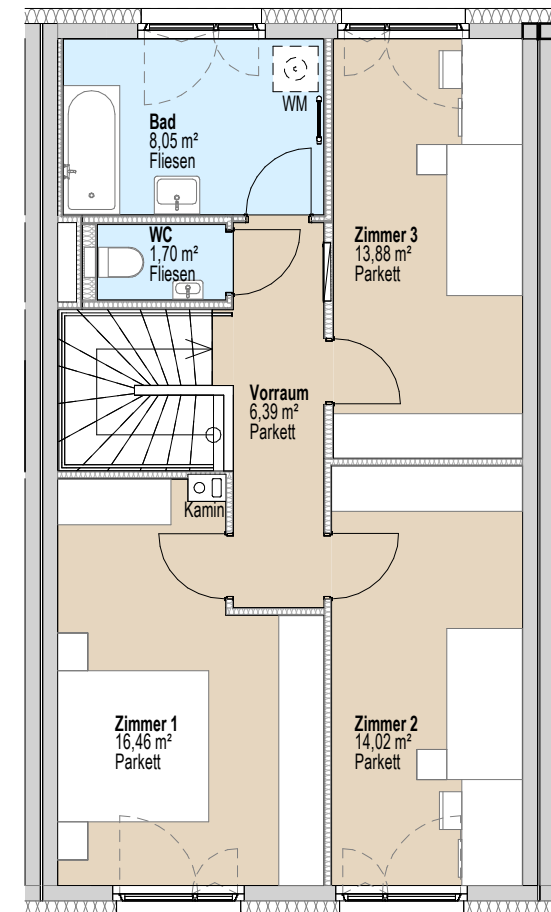 Bad
8,05 m²
Fliesen
WM
WC
1,70 m²
Fliesen
Zimmer 3
13,88 m²
Parkett
Vorraum
6,39 m²
Parkett
Kamin
Zimmer 1
16,46 m²
Parkett
Zimmer 2
14,02 m²
Parkett